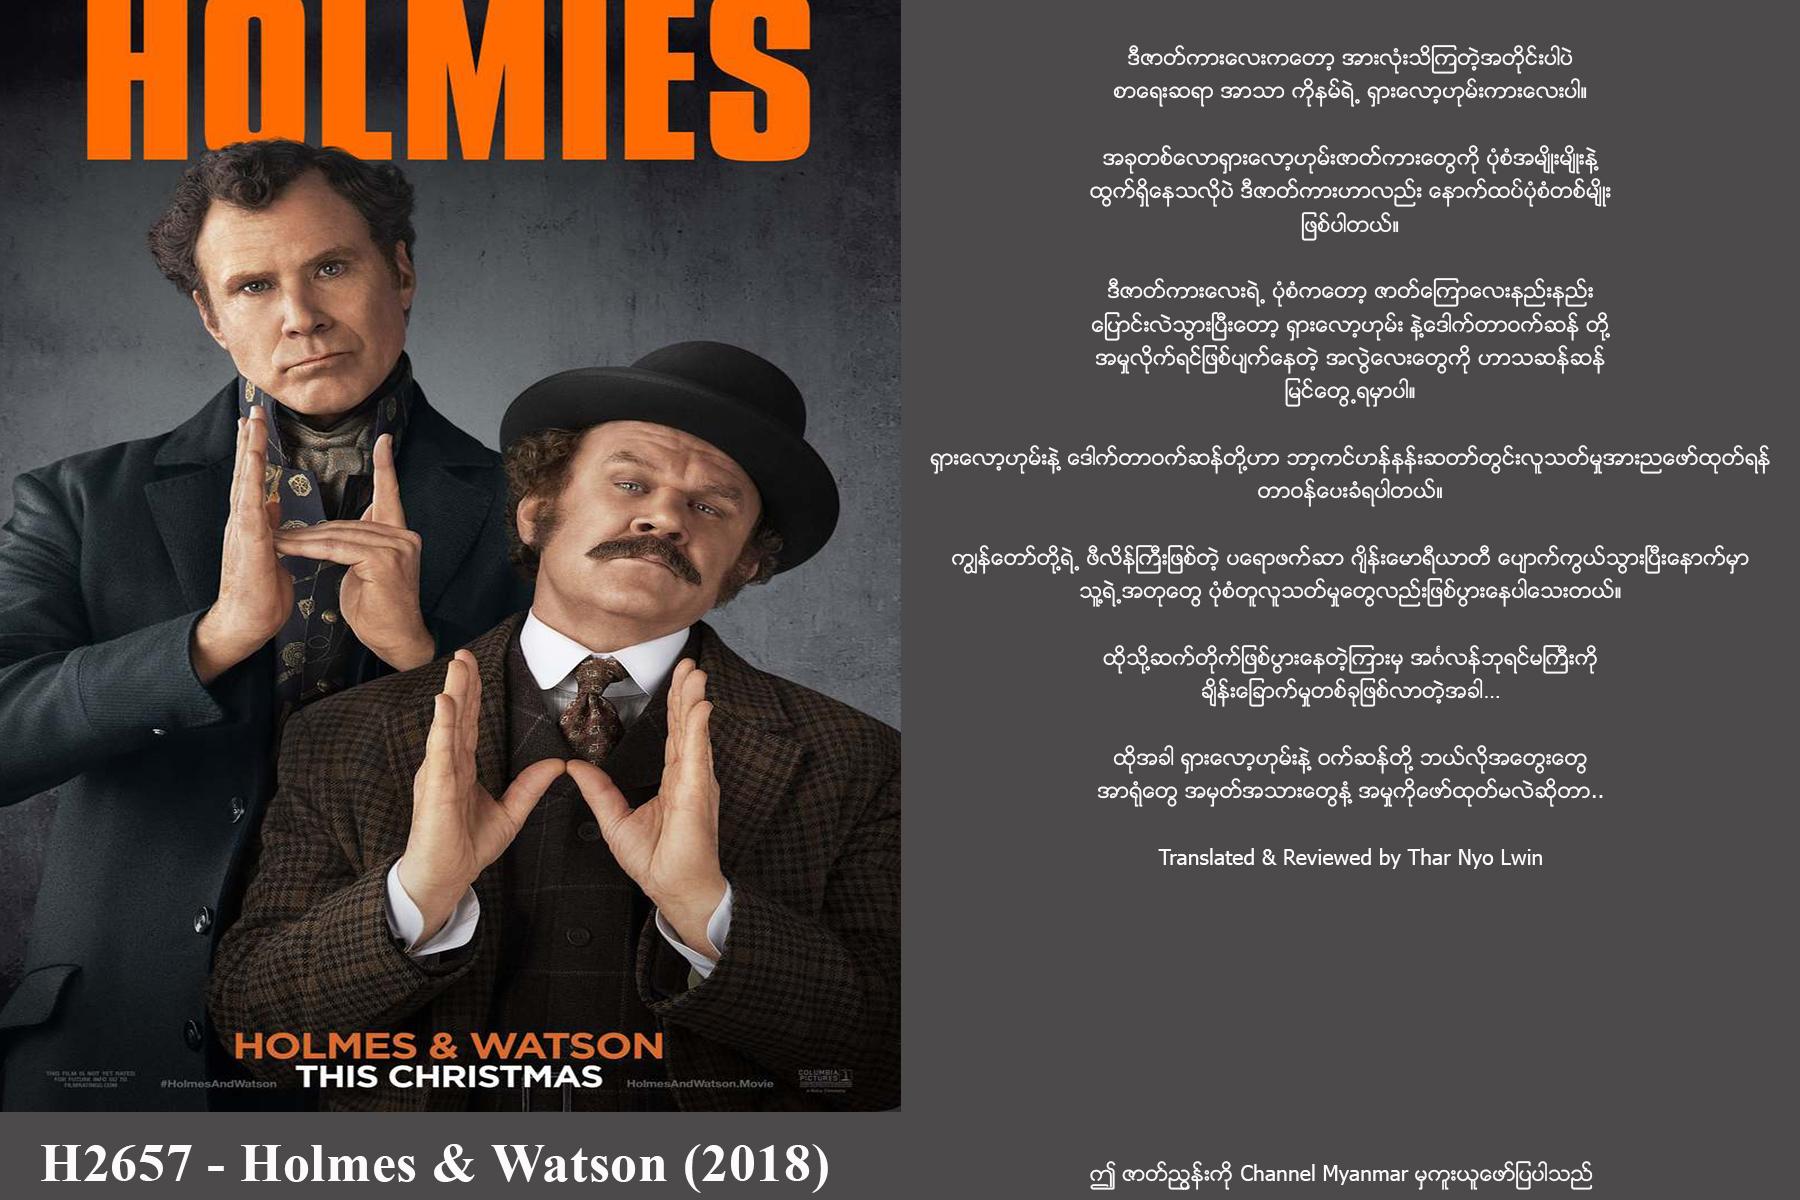 HOLMIES
HOLMES & WATSON
THIS CHRISTMAS
THIS FILM IS NOT YET RATED
FOR FUTURE INFO GO TO
FILMRATINGS.COM
#HolmesAndWatson
HolmesAndWatson.Movie
COLUMBIA
PICTURES
H2657 - Holmes & Watson (2018)
ဒီဇာတ်ကားလေးကတော့ အားလုံးသိကြတဲ့အတိုင်းပါပဲ
စာရေးဆရာ အာသာ ကိုနမ်ရဲ့ ရှားလော့ဟုမ်းကားလေးပါ။
အခုတစ်လောရှားလော့ဟုမ်းဇာတ်ကားတွေကို ပုံစံအမျိုးမျိုးနဲ့
ထွက်ရှိနေသလိုပဲ ဒီဇာတ်ကားဟာလည်း နောက်ထပ်ပုံစံတစ်မျိုး
ဖြစ်ပါတယ်။
ဒီဇာတ်ကားလေးရဲ့ ပုံစံကတော့ ဇာတ်ကြောလေးနည်းနည်း
ပြောင်းလဲသွားပြီးတော့ ရှားလော့ဟုမ်း နဲ့ဒေါက်တာဝက်ဆန် တို့
အမှုလိုက်ရင်ဖြစ်ပျက်နေတဲ့ အလွဲလေးတွေကို ဟာသဆန်ဆန်
မြင်တွေ့ရမှာပါ။
ရှားလော့ဟုမ်းနဲ့ ဒေါက်တာဝက်ဆန်တို့ဟာ ဘာ့ကင်ဟန်နန်းဆတာ်တွင်းလူသတ်မှုအားညဖော်ထုတ်ရန်
တာဝန်ပေးခံရပါတယ်။
ကျွန်တော်တို့ရဲ့ ဗီလိန်ကြီးဖြစ်တဲ့ ပရောဖက်ဆာ ဂျိန်းမောရီယာတီ ပျောက်ကွယ်သွားပြီးနောက်မှာ
သူ့ရဲ့အတုတွေ ပုံစံတူလူသတ်မှုတွေလည်းဖြစ်ပွားနေပါသေးတယ်။
ထိုသို့ဆက်တိုက်ဖြစ်ပွားနေတဲ့ကြားမှ အင်္ဂလန်ဘုရင်မကြီးကို
ချိန်းခြောက်မှုတစ်ခုဖြစ်လာတဲ့အခါ...
ထိုအခါ ရှားလော့ဟုမ်းနဲ့ ဝက်ဆန်တို့ ဘယ်လိုအတွေးတွေ
အာရုံတွေ အမှတ်အသားတွေနံ့ အမှုကိုဖော်ထုတ်မလဲဆိုတာ..
Translated & Reviewed by Thar Nyo Lwin
ဤ ဇာတ်ညွှန်းကို Channel Myanmar မှကူးယူဖော်ပြပါသည်